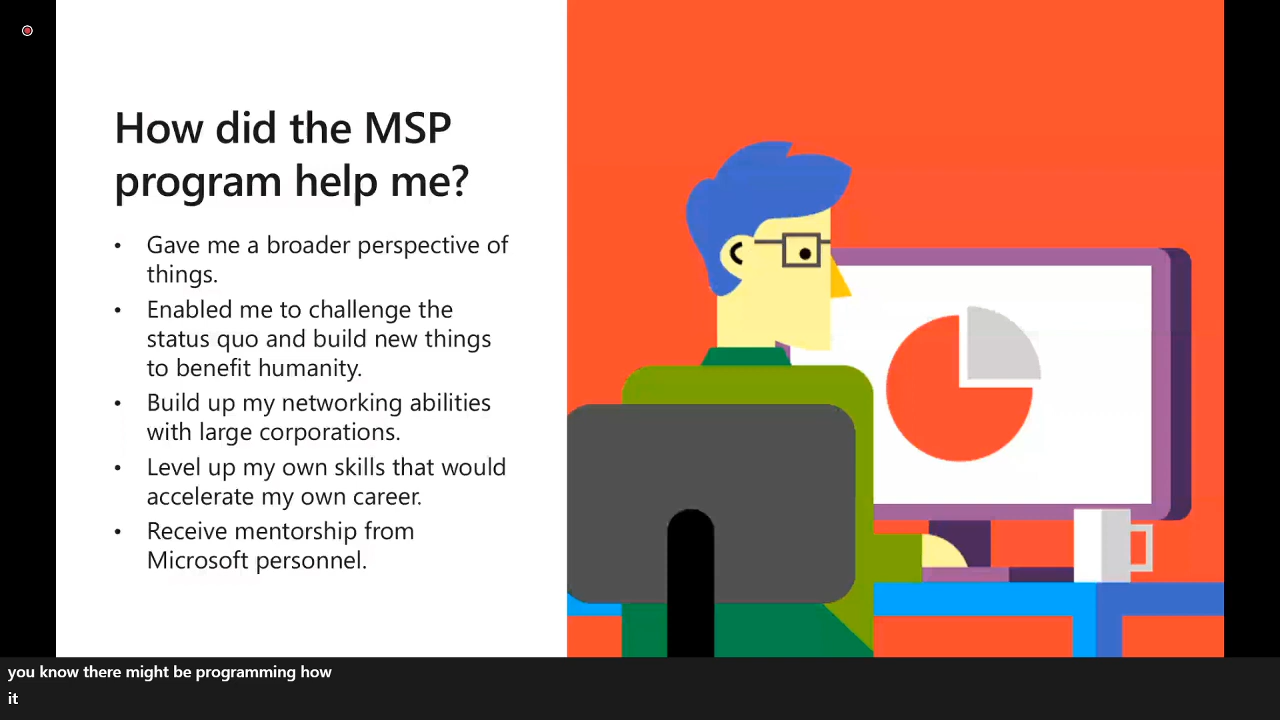 How did the MSP
program help me?
• Gave me a broader perspective of
things.
• Enabled me to challenge the
status quo and build new things
to benefit humanity.
• Build up my networking abilities
with large corporations.
• Level up my own skills that would
accelerate my own career.
• Receive mentorship from
Microsoft personnel.
you know there might be programming how
it